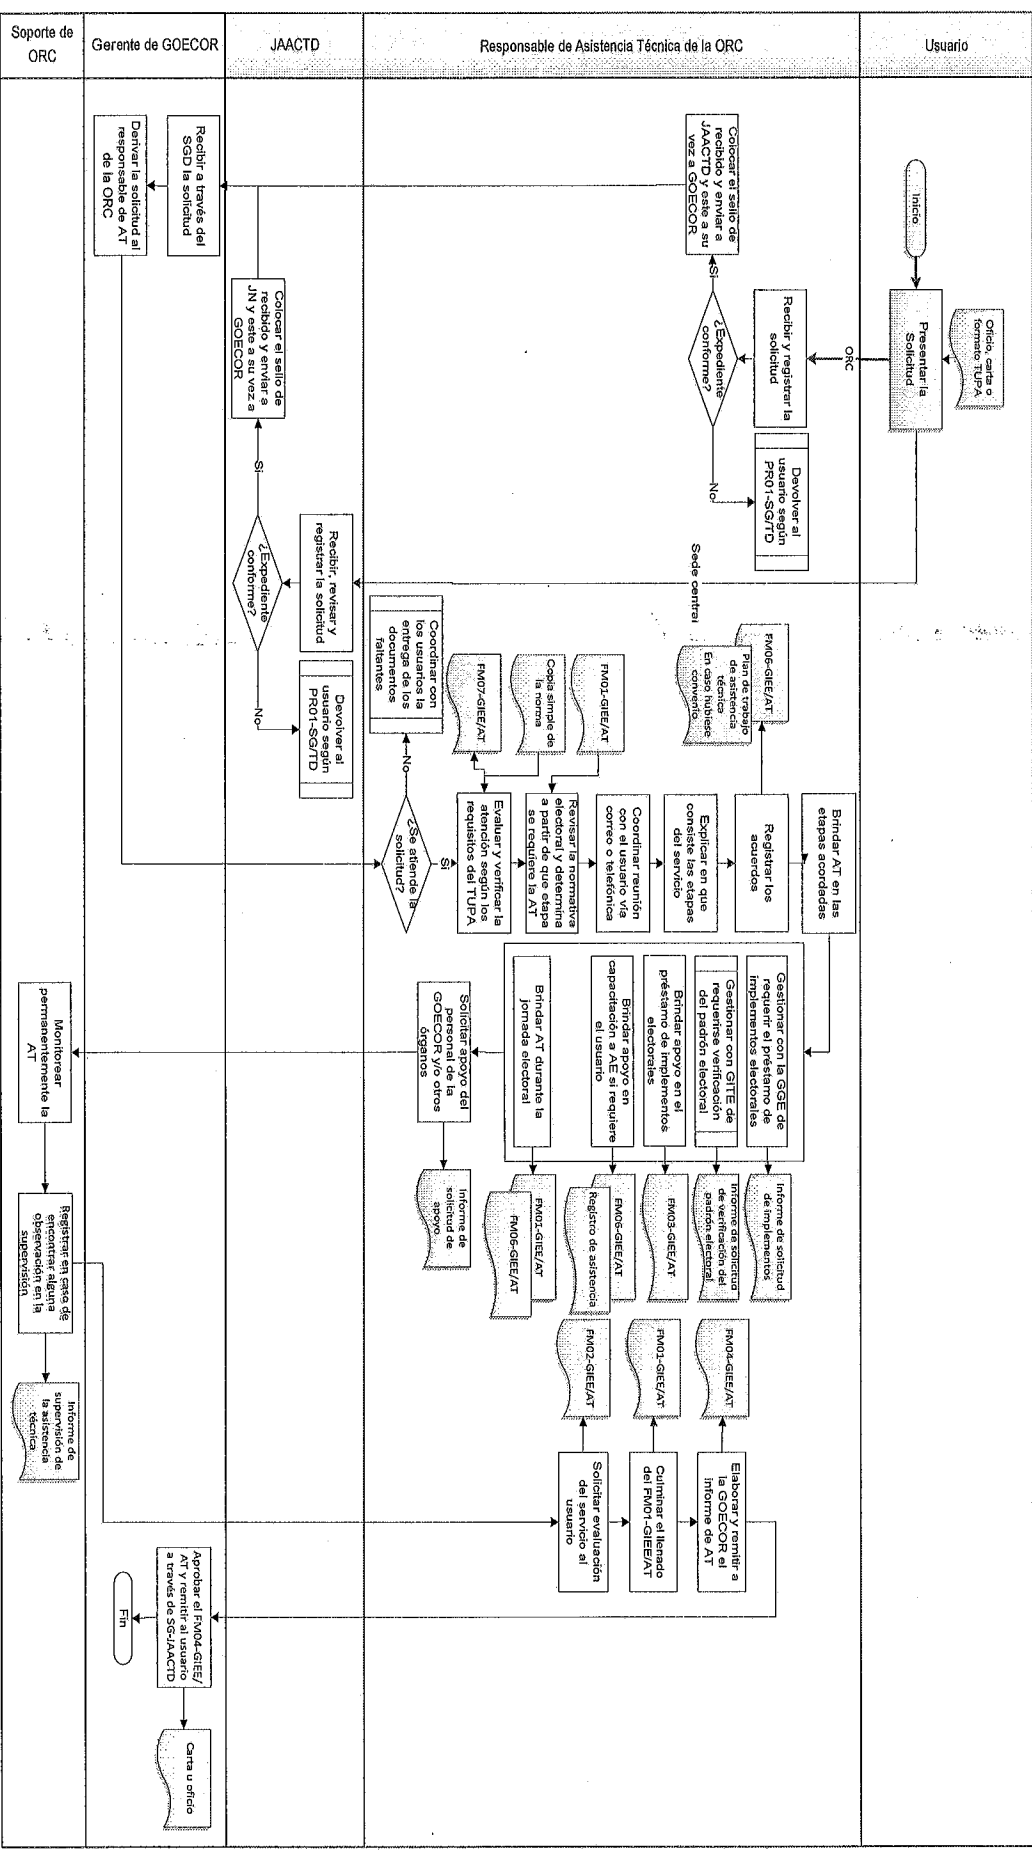 Soporte de
ORC
Gerente de GOECOR
JAACTD
Responsable de Asistencia Técnica de la ORC
Usuario
Inicio
Oficio, carta o
formato TUPA
Presentar la
Solicitud
ORC
Sede central
Recibir y registrar la
solicitud
¿Expediente
conforme?
Si
No
Colocar el sello de
recibido y enviar a
JAACTD y este a su
vez a GOECOR
Devolver al
usuario según
PR01-SG/TD
Recibir, revisar y
registrar la solicitud
¿Expediente
conforme?
Si
No
Colocar el sello de
recibido y enviar a
JN y este a su vez a
GOECOR
Devolver al
usuario según
PR01-SG/TD
Recibir a través del
SGD la solicitud
Derivar la solicitud al
responsable de AT
de la ORC
¿Se atiende la
solicitud?
No
Si
Coordinar con
los usuarios la
entrega de los
documentos
faltantes
Evaluar y verificar la
atención según los
requisitos del TUPA
FM07-GIEE/AT
Copia simple de
la norma
Revisar la normativa
electoral y determina
a partir de que etapa
se requiere la AT
FM01-GIEE/AT
Coordinar reunión
con el usuario vía
correo o telefónica
Explicar en que
consiste las etapas
del servicio
Registrar los
acuerdos
FM06-GIEE/AT
Plan de trabajo
de asistencia
técnica
En caso hubiese
convenio
Brindar AT en las
etapas acordadas
Gestionar con la GGE de
requerir el préstamo de
implementos electorales
Informe de solicitud
de implementos
Gestionar con GITE de
requerirse verificación
del padrón electoral
Informe de solicitud
de verificación del
padrón electoral
Brindar apoyo en el
préstamo de implementos
electorales
FM03-GIEE/AT
Brindar apoyo en
capacitación a AE si requiere
el usuario
FM06-GIEE/AT
Registro de asistencia
Brindar AT durante la
jornada electoral
FM01-GIEE/AT
FM06-GIEE/AT
Solicitar apoyo del
personal de la
GOECOR y/o otros
órganos
Informe de
solicitud de
apoyo
Monitorear
permanentemente la
AT
Registrar en caso de
encontrar alguna
observación en la
supervisión
Informe de
supervisión de
la asistencia
técnica
Solicitar evaluación
del servicio al
usuario
FM02-GIEE/AT
Culminar el llenado
del FM01-GIEE/AT
FM01-GIEE/AT
Elaborar y remitir a
la GOECOR el
informe de AT
FM04-GIEE/AT
Aprobar el FM04-GIEE/
AT y remitir al usuario
a través de SG-JAACTD
Carta u oficio
Fin